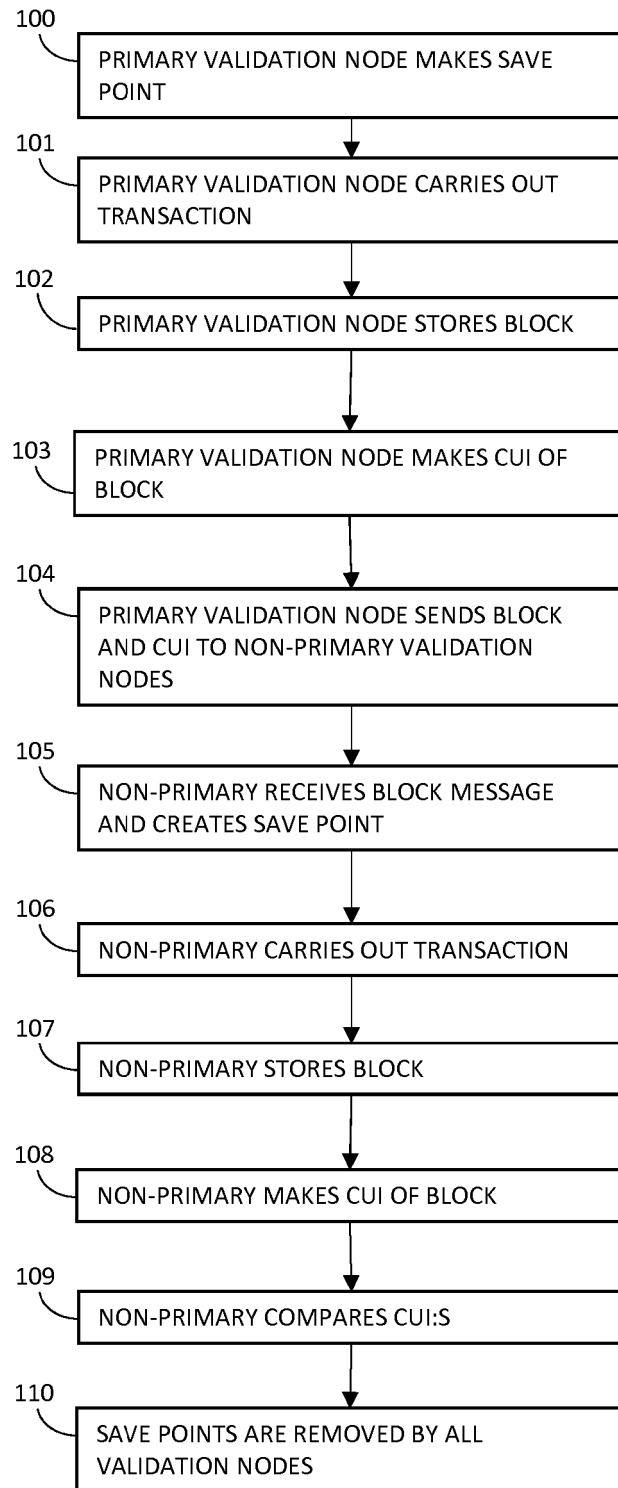 100
PRIMARY VALIDATION NODE MAKES SAVE
POINT
101
PRIMARY VALIDATION NODE CARRIES OUT
TRANSACTION
102
PRIMARY VALIDATION NODE STORES BLOCK
103
PRIMARY VALIDATION NODE MAKES CUI OF
BLOCK
104
PRIMARY VALIDATION NODE SENDS BLOCK
AND CUI TO NON-PRIMARY VALIDATION
NODES
105
NON-PRIMARY RECEIVES BLOCK MESSAGE
AND CREATES SAVE POINT
106
NON-PRIMARY CARRIES OUT TRANSACTION
107
NON-PRIMARY STORES BLOCK
108
NON-PRIMARY MAKES CUI OF BLOCK
109
NON-PRIMARY COMPARES CUI:S
110
SAVE POINTS ARE REMOVED BY ALL
VALIDATION NODES